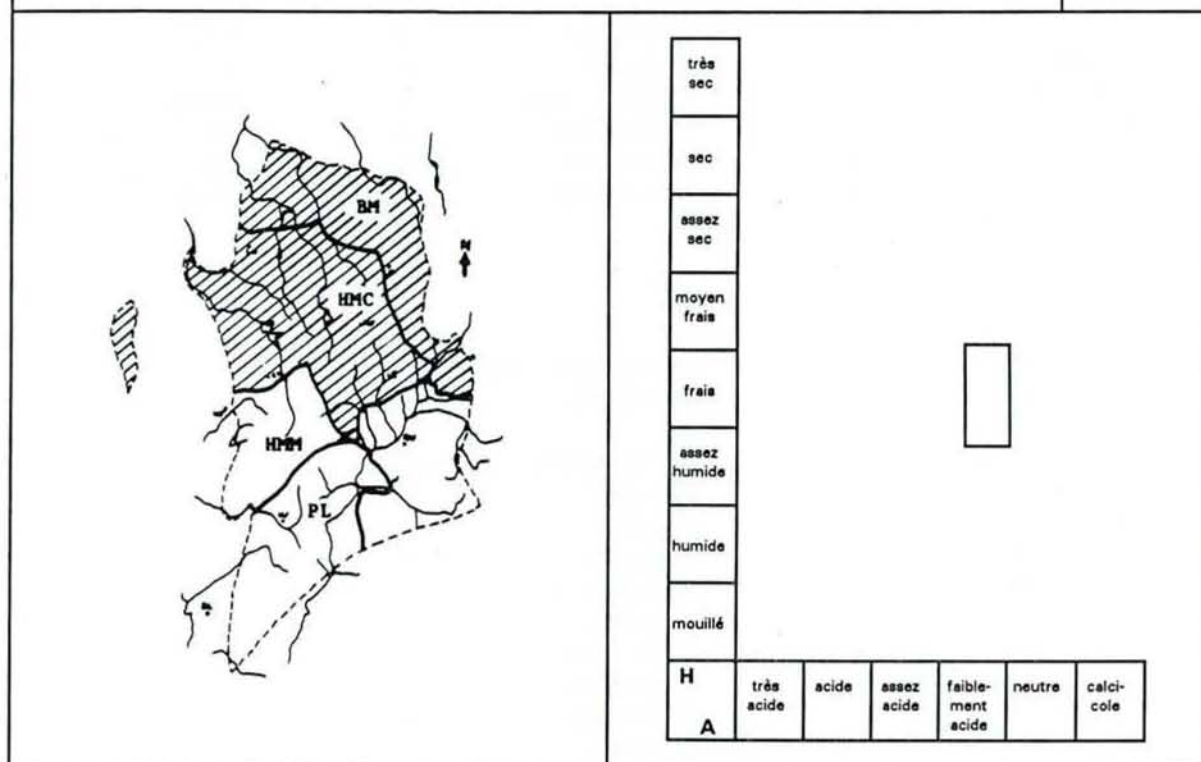 BM
N
HMC
HMM
PL
très
sec
sec
assez
sec
moyen
frais
frais
assez
humide
humide
mouillé
H
A
très
acide
acide
assez
acide
faible-
ment
acide
neutre
calci-
cole